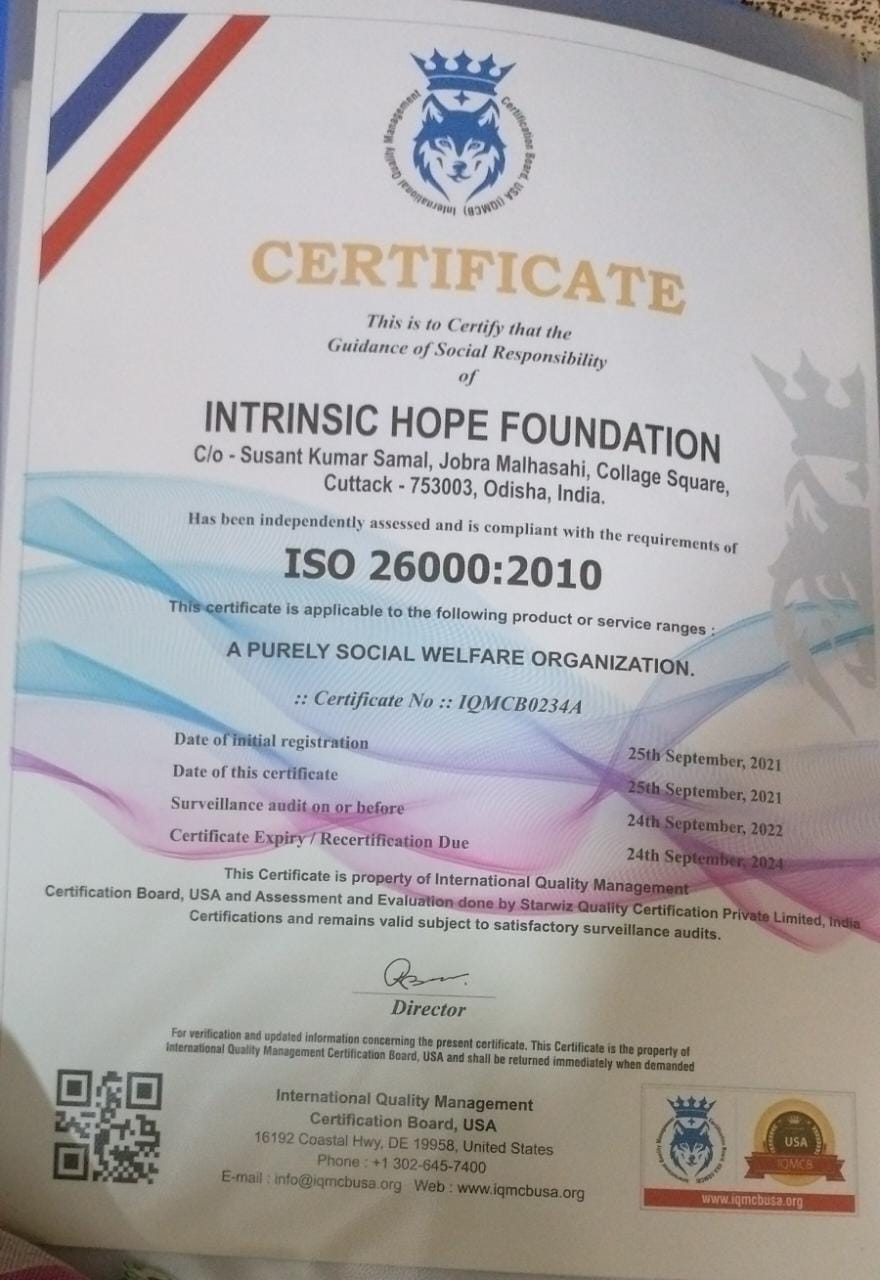 International Quality Management Certification Board, USA (IQMCB)
CERTIFICATE
This is to Certify that the
Guidance of Social Responsibility
of
INTRINSIC HOPE FOUNDATION
C/o - Susant Kumar Samal, Jobra Malhasahi, Collage Square,
Cuttack - 753003, Odisha, India.
Has been independently assessed and is compliant with the requirements of
ISO 26000:2010
This certificate is applicable to the following product or service ranges :
A PURELY SOCIAL WELFARE ORGANIZATION.
:: Certificate No :: IQMCB0234A
Date of initial registration 25th September, 2021
Date of this certificate 25th September, 2021
Surveillance audit on or before 24th September, 2022
Certificate Expiry / Recertification Due 24th September, 2024
This Certificate is property of International Quality Management
Certification Board, USA and Assessment and Evaluation done by Starwiz Quality Certification Private Limited, India
Certifications and remains valid subject to satisfactory surveillance audits.
Director
For verification and updated information concerning the present certificate. This Certificate is the property of
International Quality Management Certification Board, USA and shall be returned immediately when demanded
International Quality Management
Certification Board, USA
16192 Coastal Hwy, DE 19958, United States
Phone : +1 302-645-7400
E-mail : info@iqmcbusa.org Web : www.iqmcbusa.org
USA
IQMCB
www.iqmcbusa.org